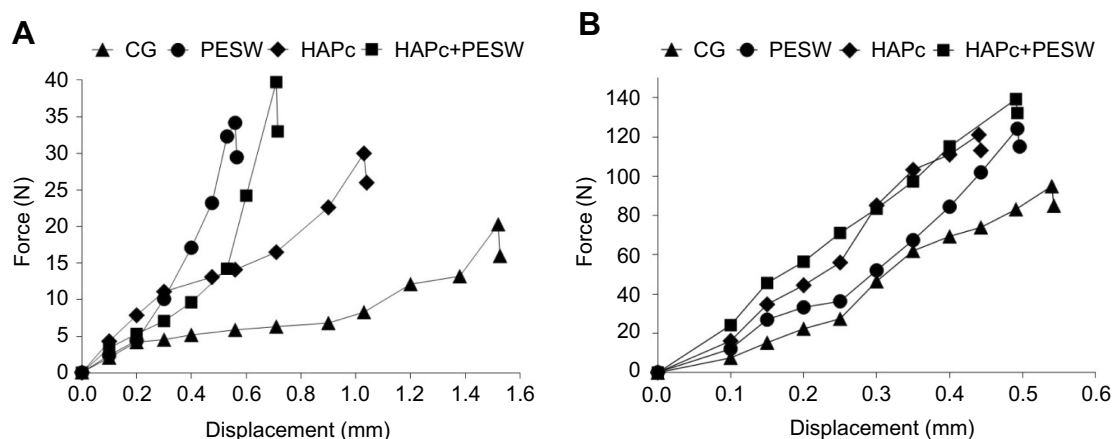 A
CG PESW HAPc HAPc+PESW
40
35
30
25
20
15
10
5
0
Force (N)
0.0 0.2 0.4 0.6 0.8 1.0 1.2 1.4 1.6
Displacement (mm)
B
CG PESW HAPc HAPc+PESW
140
120
100
80
60
40
20
0
Force (N)
0.0 0.1 0.2 0.3 0.4 0.5 0.6
Displacement (mm)